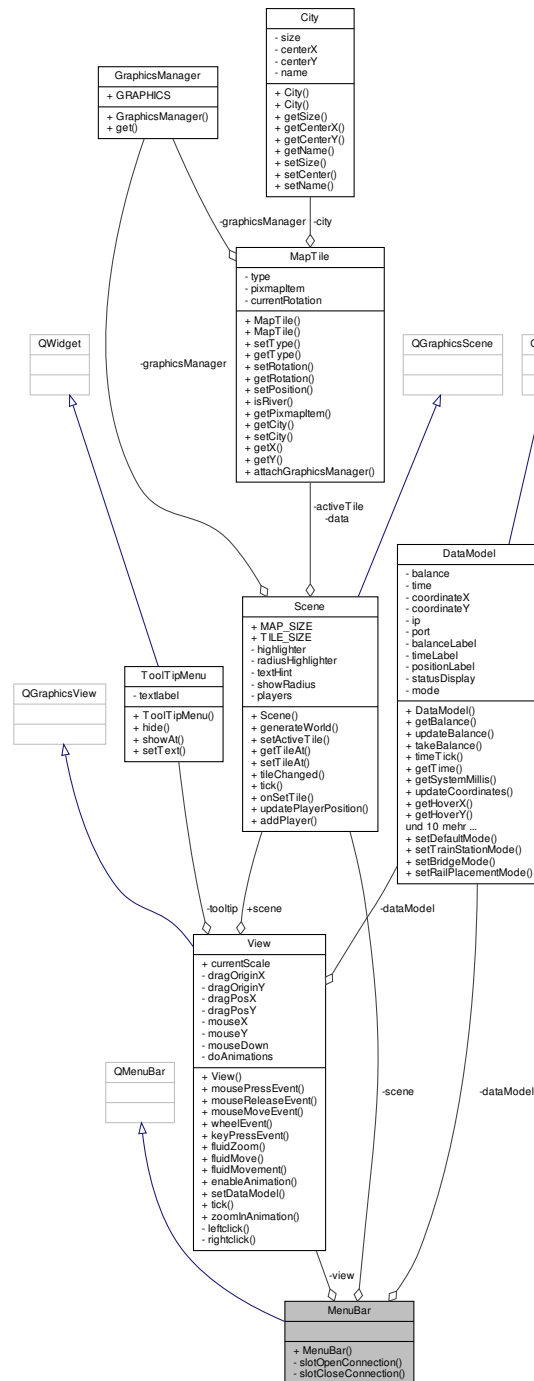 City
- size
- centerX
- centerY
- name
+ City()
+ City()
+ getSize()
+ getCenterX()
+ getCenterY()
+ getName()
+ setSize()
+ setCenter()
+ setName()
GraphicsManager
+ GRAPHICS
+ GraphicsManager()
+ get()
-graphicsManager
-city
MapTile
- type
- pixmapItem
- currentRotation
+ MapTile()
+ MapTile()
+ setType()
+ getType()
+ setRotation()
+ getRotation()
+ setPosition()
+ isRiver()
+ getPixmapItem()
+ getCity()
+ setCity()
+ getX()
+ getY()
+ attachGraphicsManager()
QWidget
-graphicsManager
QGraphicsScene
-activeTile
-data
DataModel
- balance
- time
- coordinateX
- coordinateY
- ip
- port
- balanceLabel
- timeLabel
- positionLabel
- statusDisplay
- mode
+ DataModel()
+ getBalance()
+ updateBalance()
+ takeBalance()
+ timeTick()
+ getTime()
+ getSystemMillis()
+ updateCoordinates()
+ getHoverX()
+ getHoverY()
und 10 mehr ...
+ setDefaultMode()
+ setTrainStationMode()
+ setBridgeMode()
+ setRailPlacementMode()
Scene
+ MAP_SIZE
+ TILE_SIZE
- highlighter
- radiusHighlighter
- textHint
- showRadius
- players
+ Scene()
+ generateWorld()
+ setActiveTile()
+ getTileAt()
+ setTileAt()
+ tileChanged()
+ tick()
+ onSetTile()
+ updatePlayerPosition()
+ addPlayer()
ToolTipMenu
- textlabel
+ ToolTipMenu()
+ hide()
+ showAt()
+ setText()
QGraphicsView
-tooltip
+scene
-dataModel
View
+ currentScale
- dragOriginX
- dragOriginY
- dragPosX
- dragPosY
- mouseX
- mouseY
- mouseDown
- doAnimations
+ View()
+ mousePressEvent()
+ mouseReleaseEvent()
+ mouseMoveEvent()
+ wheelEvent()
+ keyPressEvent()
+ fluidZoom()
+ fluidMove()
+ fluidMovement()
+ enableAnimation()
+ setDataModel()
+ tick()
+ zoomInAnimation()
- leftclick()
- rightclick()
QMenuBar
-scene
-dataModel
-view
MenuBar
+ MenuBar()
- slotOpenConnection()
- slotCloseConnection()